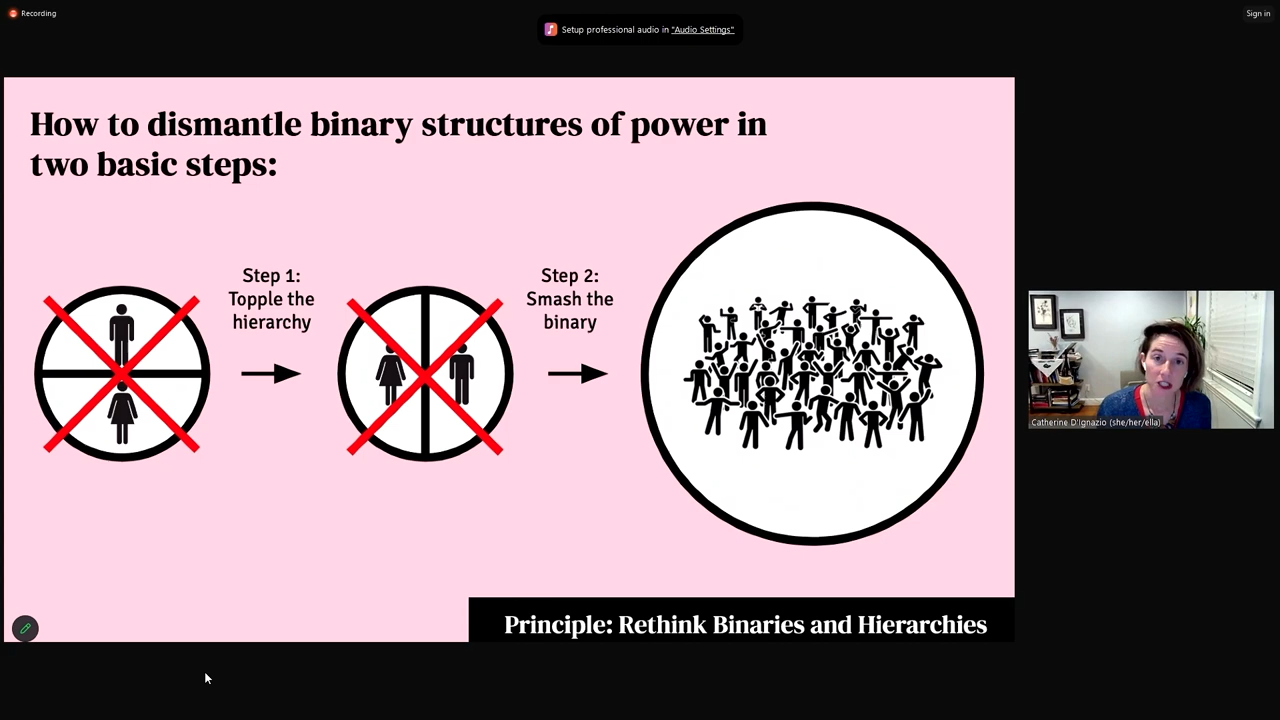 Recording
Sign in
Setup professional audio in "Audio Settings"
How to dismantle binary structures of power in
two basic steps:
Step 1:
Topple the
hierarchy
Step 2:
Smash the
binary
Catherine D'Ignazio (she/her/ella)
Principle: Rethink Binaries and Hierarchies